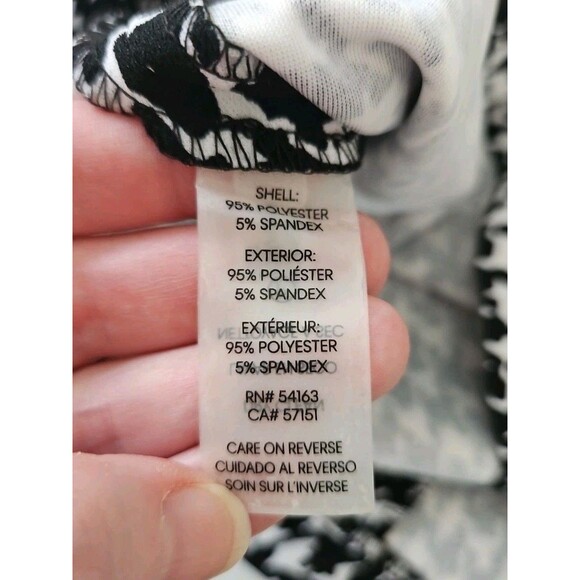 SHELL:
95% POLYESTER
5% SPANDEX
EXTERIOR:
95% POLIÉSTER
5% SPANDEX
EXTÉRIEUR:
95% POLYESTER
5% SPANDEX
RN# 54163
CA# 57151
CARE ON REVERSE
CUIDADO AL REVERSO
SOIN SUR L'INVERSE